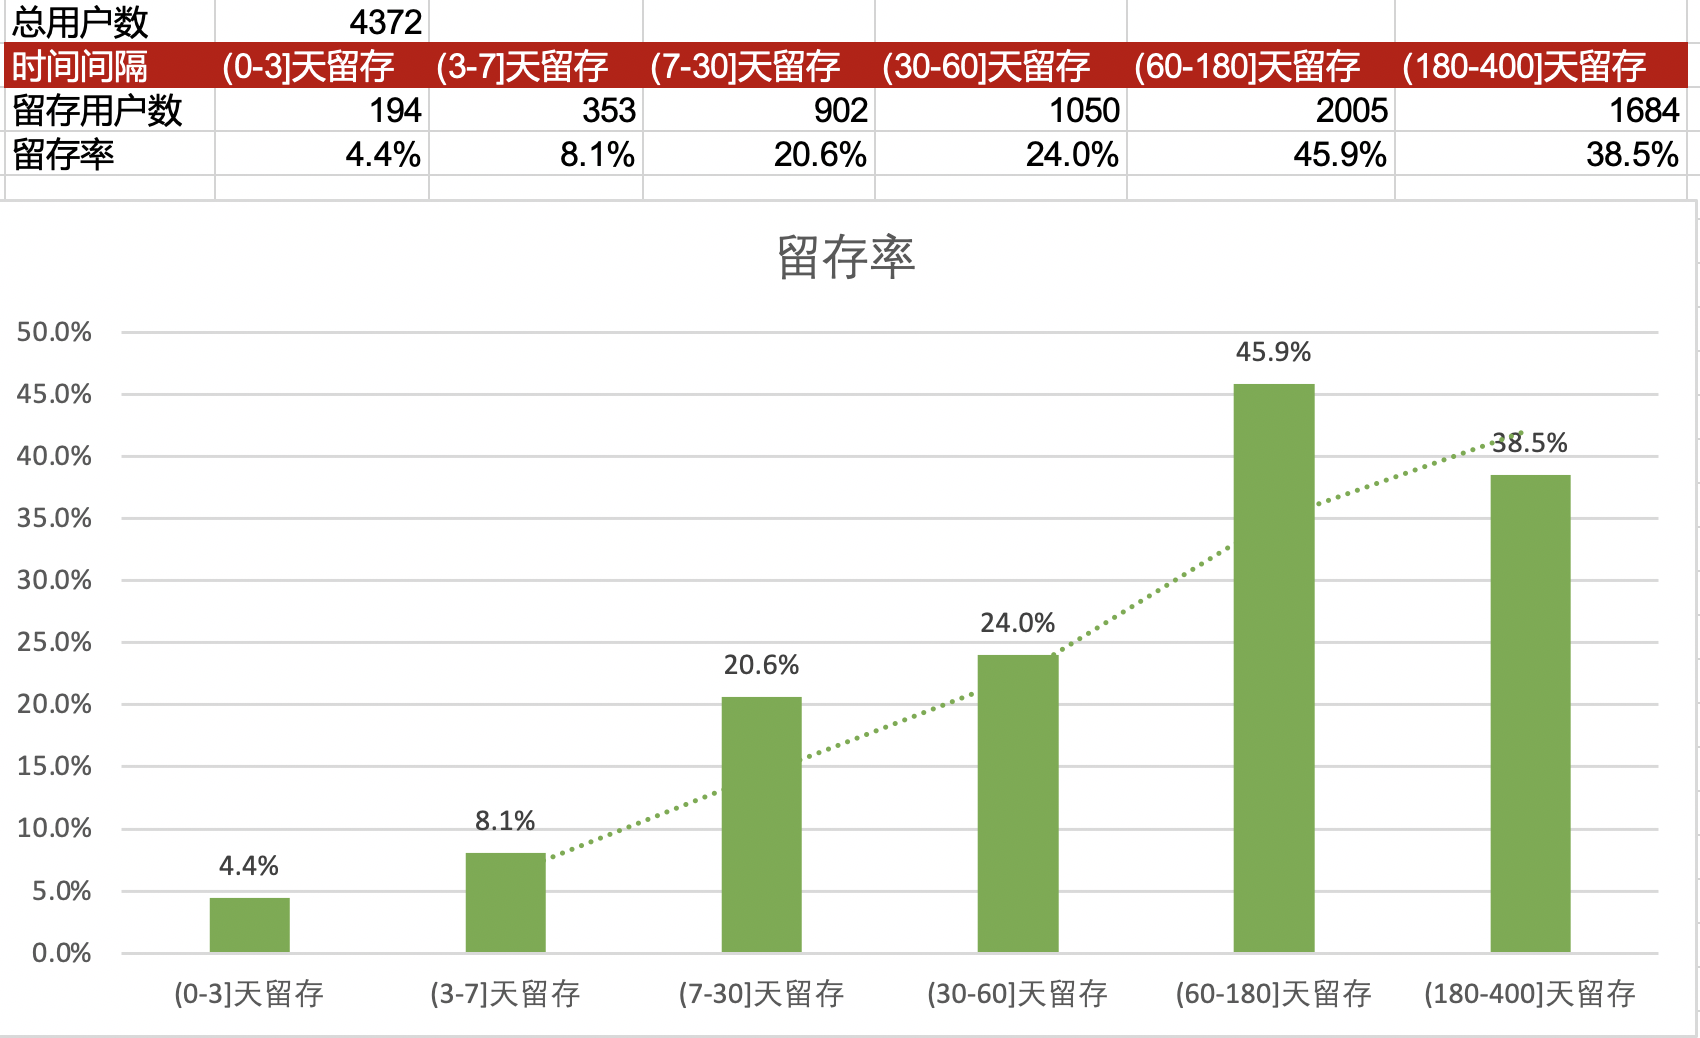 总用户数 4372
时间间隔 (0-3]天留存 (3-7]天留存 (7-30]天留存 (30-60]天留存 (60-180]天留存 (180-400]天留存
留存用户数 194 353 902 1050 2005 1684
留存率 4.4% 8.1% 20.6% 24.0% 45.9% 38.5%
留存率
50.0%
45.9%
45.0%
38.5%
40.0%
35.0%
30.0%
24.0%
25.0%
20.6%
20.0%
15.0%
8.1%
10.0%
4.4%
5.0%
0.0%
(0-3]天留存 (3-7]天留存 (7-30]天留存 (30-60]天留存 (60-180]天留存 (180-400]天留存